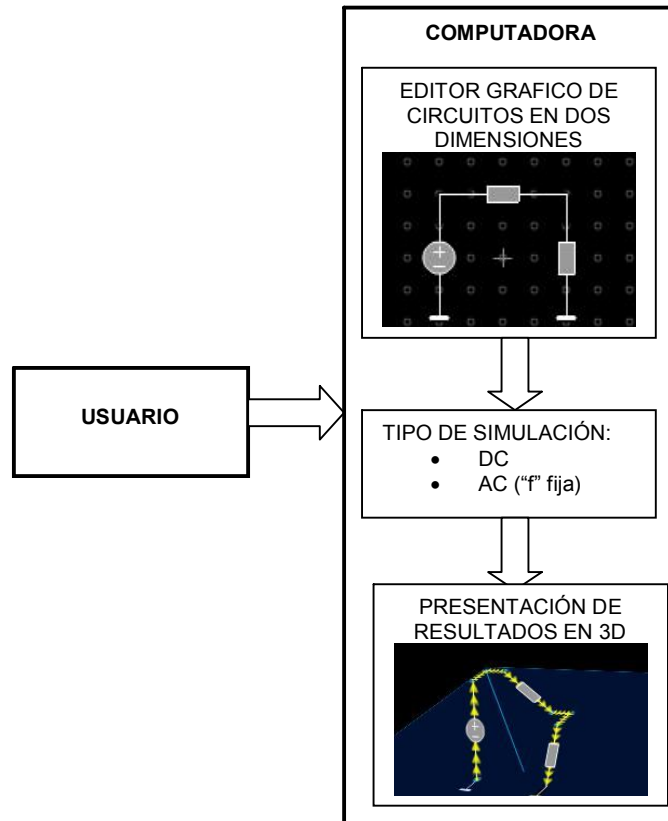 COMPUTADORA
EDITOR GRAFICO DE
CIRCUITOS EN DOS
DIMENSIONES
USUARIO
TIPO DE SIMULACIÓN:
• DC
• AC (“f” fija)
PRESENTACIÓN DE
RESULTADOS EN 3D